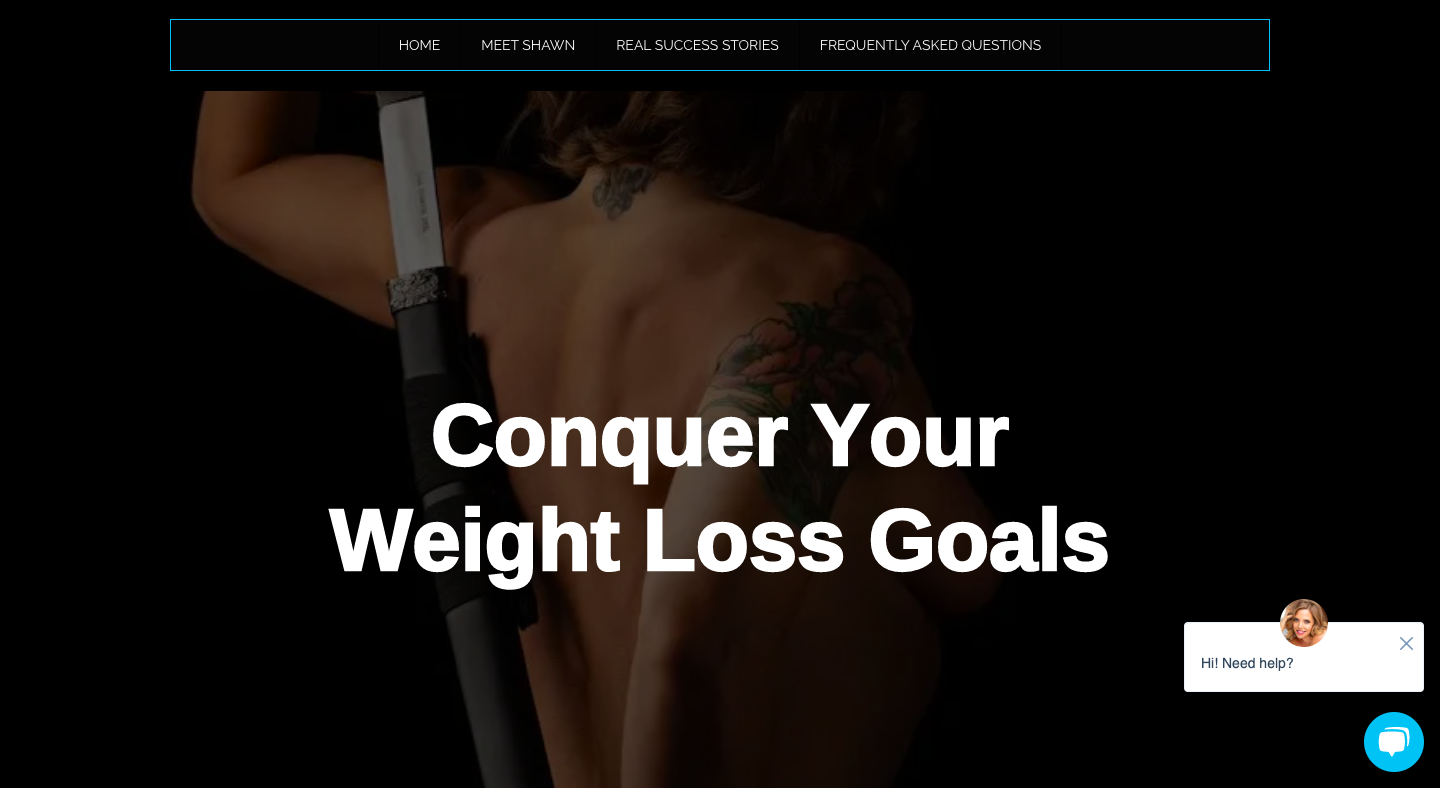 HOME MEET SHAWN REAL SUCCESS STORIES FREQUENTLY ASKED QUESTIONS
Conquer Your
Weight Loss Goals
Hi! Need help?